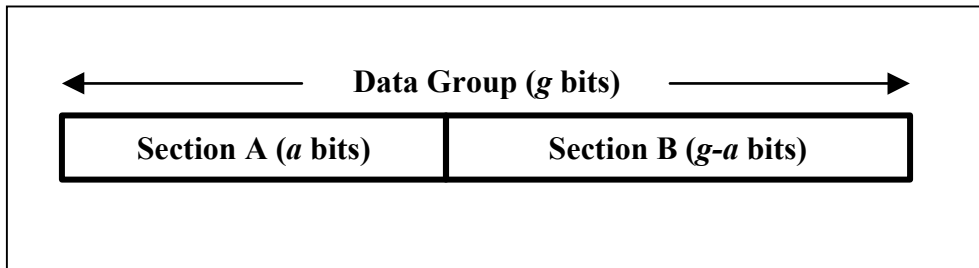 Data Group (g bits)
Section A (a bits) Section B (g-a bits)